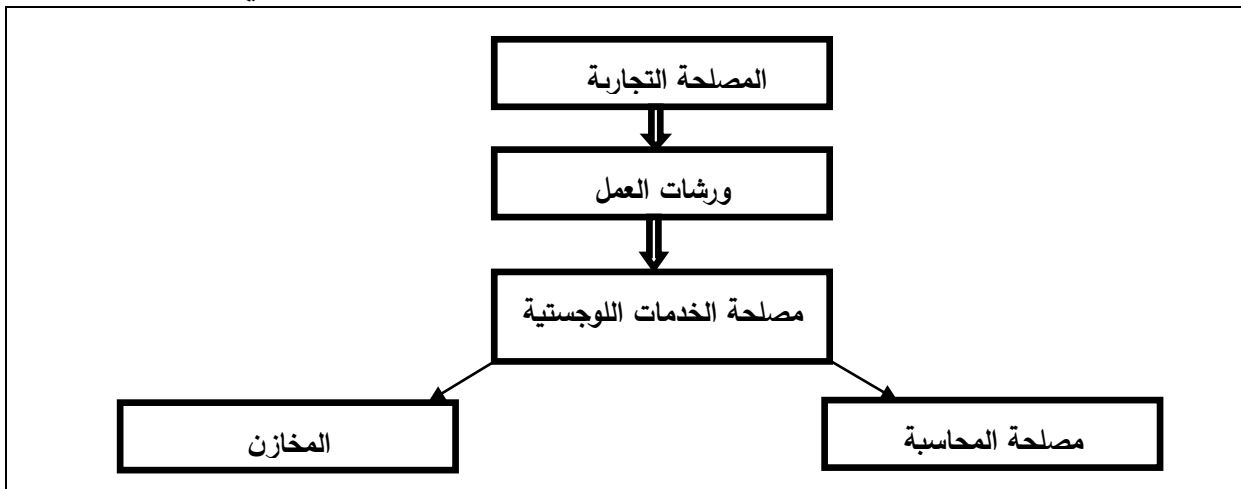 المصلحة التجارية
ورشات العمل
مصلحة الخدمات اللوجستية
مصلحة المحاسبة
المخازن